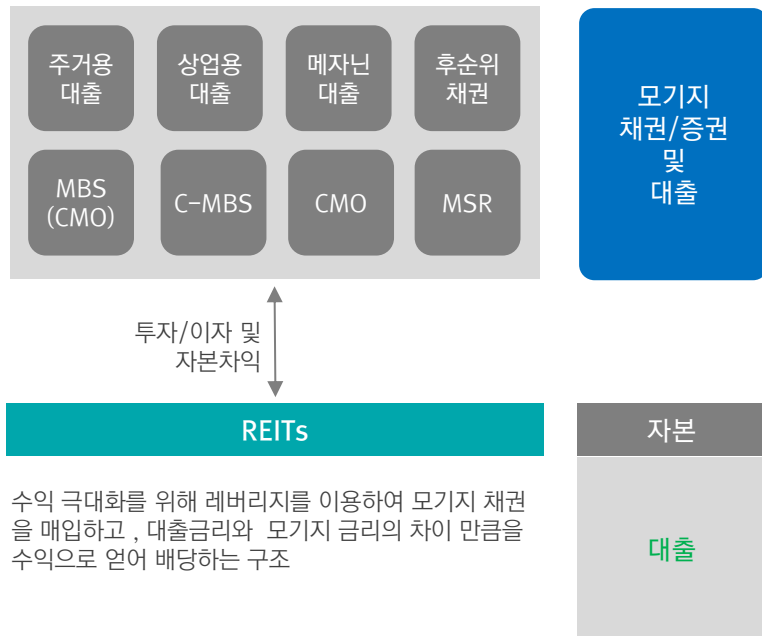 주거용
대출
상업용
대출
메자닌
대출
후순위
채권
MBS
(CMO)
C-MBS
CMO
MSR
모기지
채권/증권
및
대출
투자/이자 및
자본차익
REITs
자본
수익 극대화를 위해 레버리지를 이용하여 모기지 채권
을 매입하고 , 대출금리와 모기지 금리의 차이 만큼을
수익으로 얻어 배당하는 구조
대출